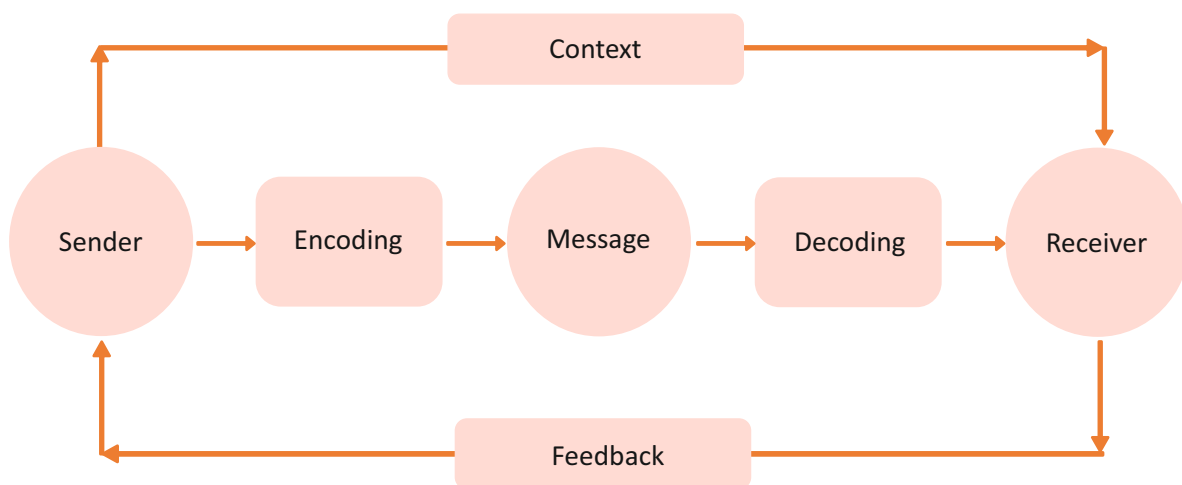 Context
Sender
Encoding
Message
Decoding
Receiver
Feedback